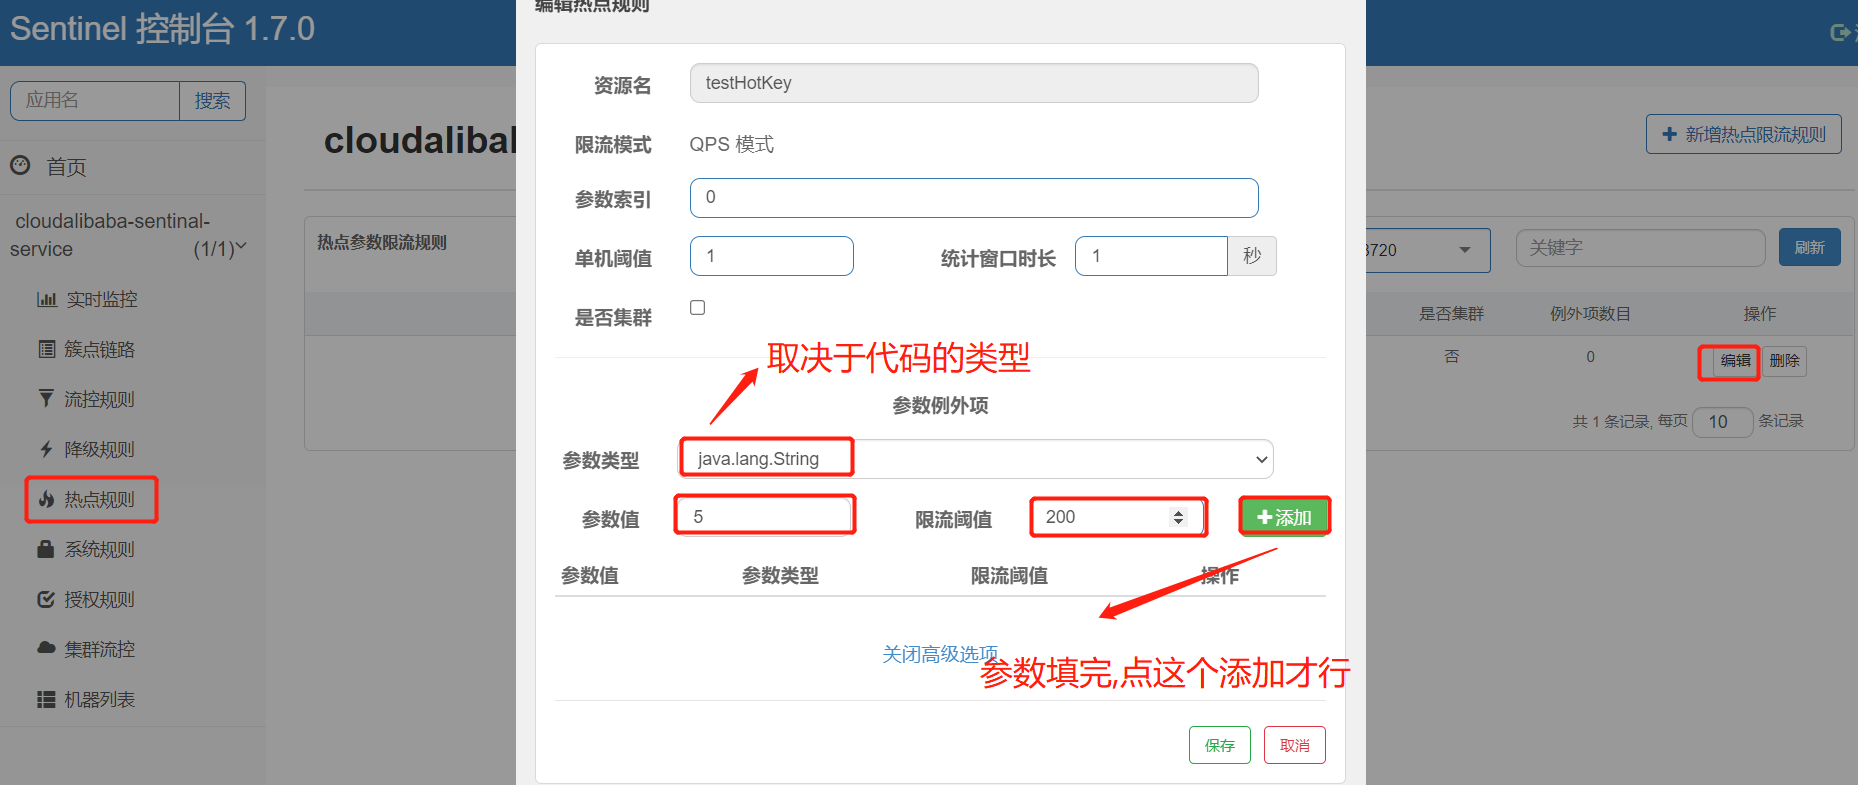 编辑热点规则
Sentinel 控制台 1.7.0
应用名
搜索
首页
cloudalibaba-sentinal-
service
(1/1)
实时监控
簇点链路
流控规则
降级规则
热点规则
系统规则
授权规则
集群流控
机器列表
cloudalibab
热点参数限流规则
资源名
testHotKey
限流模式
QPS 模式
参数索引
0
单机阈值
1
统计窗口时长
1
秒
是否集群
取决于代码的类型
参数例外项
参数类型
java.lang.String
参数值
5
限流阈值
200
添加
参数值 参数类型 限流阈值 操作
关闭高级选项
参数填完,点这个添加才行
保存
取消
新增热点限流规则
3720
关键字
刷新
是否集群 例外项数目 操作
否 0 编辑 删除
共 1 条记录, 每页 10 条记录